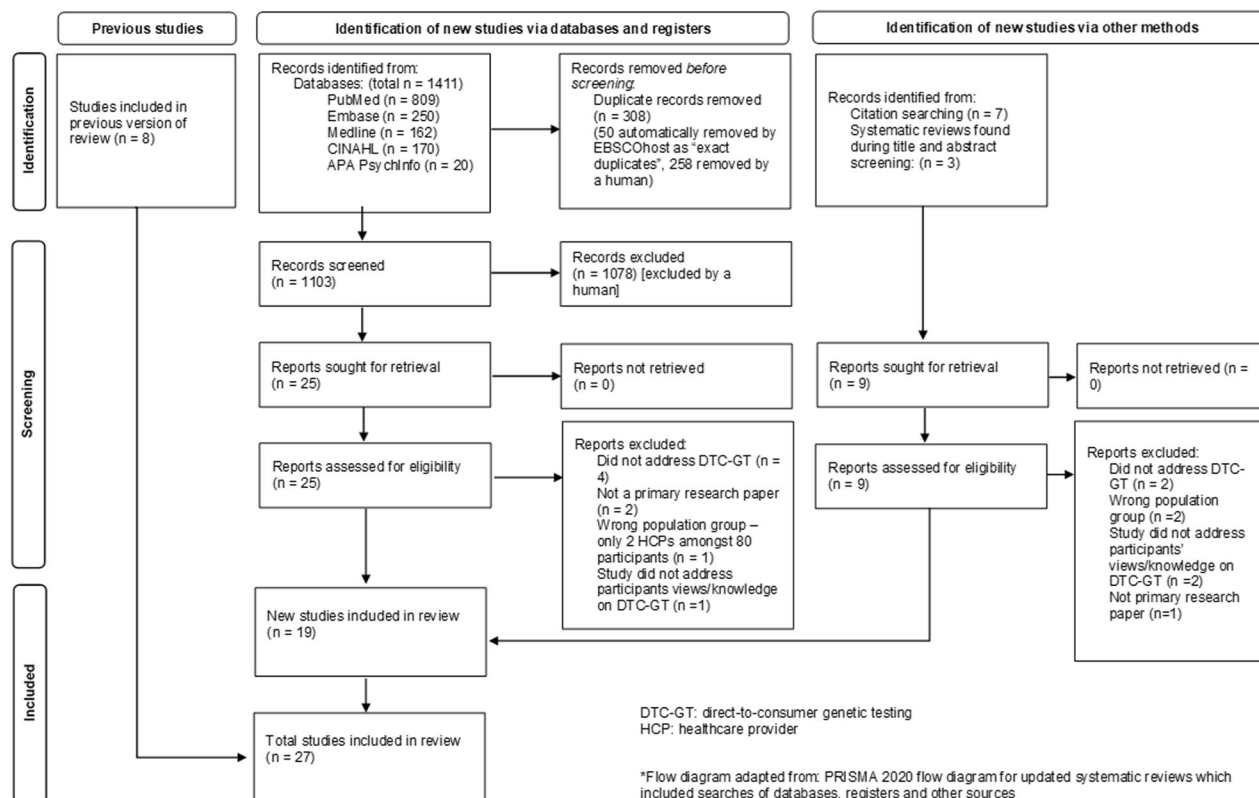 Previous studies
Identification of new studies via databases and registers
Identification of new studies via other methods
Identification
Studies included in
previous version of
review (n = 8)
Records identified from:
Databases: (total n = 1411)
PubMed (n = 809)
Embase (n = 250)
Medline (n = 162)
CINAHL (n = 170)
APA PsychInfo (n = 20)
Records removed before
screening:
Duplicate records removed
(n = 308)
(50 automatically removed by
EBSCOhost as “exact
duplicates”, 258 removed by
a human)
Records identified from:
Citation searching (n = 7)
Systematic reviews found
during title and abstract
screening: (n = 3)
Screening
Records screened
(n = 1103)
Records excluded
(n = 1078) [excluded by a
human]
Reports sought for retrieval
(n = 25)
Reports not retrieved
(n = 0)
Reports sought for retrieval
(n = 9)
Reports not retrieved (n =
0)
Reports assessed for eligibility
(n = 25)
Reports excluded:
Did not address DTC-GT (n =
4)
Not a primary research paper
(n = 2)
Wrong population group –
only 2 HCPs amongst 80
participants (n = 1)
Study did not address
participants views/knowledge
on DTC-GT (n =1)
Reports assessed for eligibility
(n = 9)
Reports excluded:
Did not address DTC-
GT (n = 2)
Wrong population
group (n =2)
Study did not address
participants’
views/knowledge on
DTC-GT (n =2)
Not primary research
paper (n=1)
Included
New studies included in review
(n = 19)
Total studies included in review
(n = 27)
DTC-GT: direct-to-consumer genetic testing
HCP: healthcare provider
*Flow diagram adapted from: PRISMA 2020 flow diagram for updated systematic reviews which
included searches of databases, registers and other sources